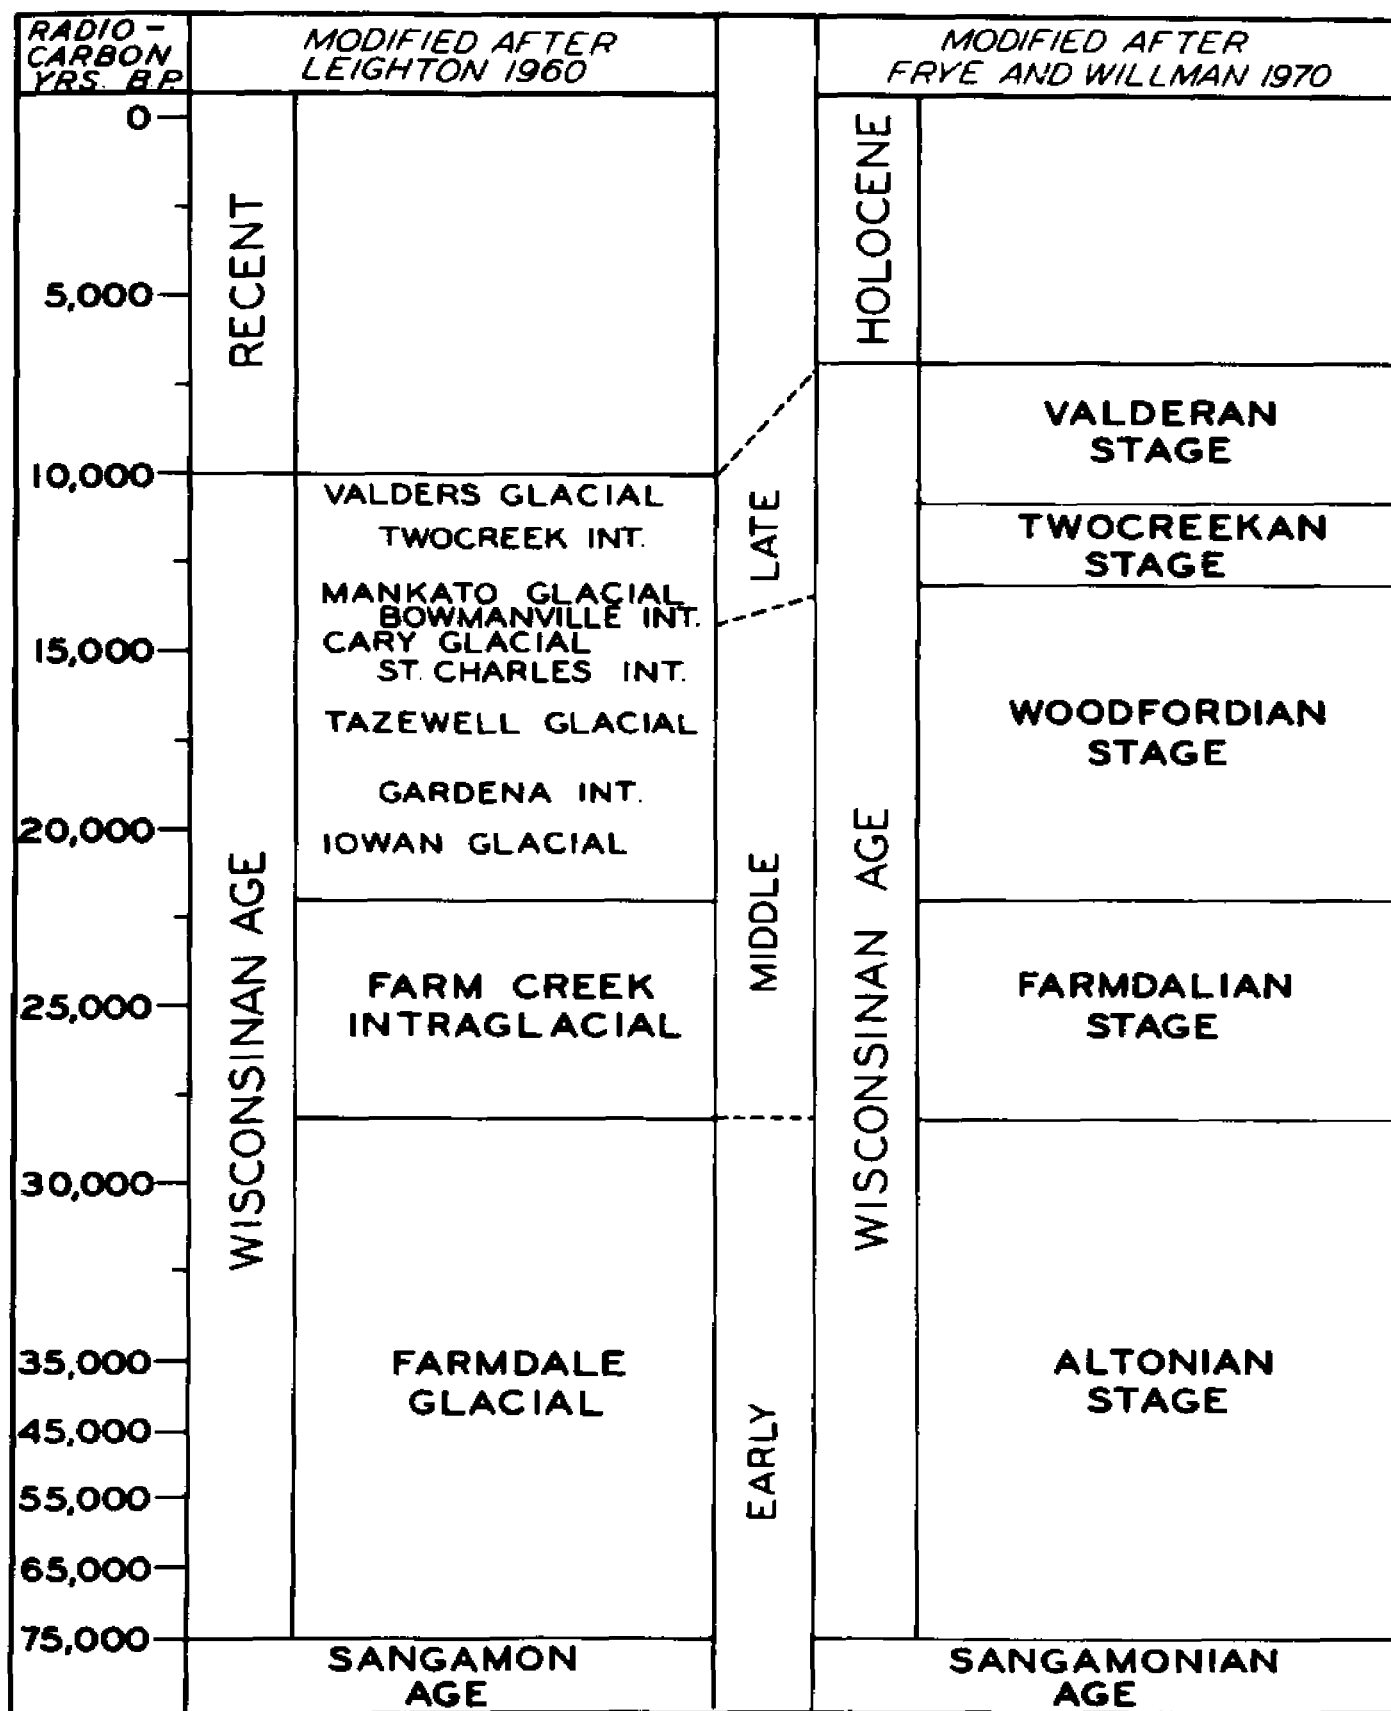 RADIO-
CARBON
YRS. B.P.
MODIFIED AFTER
LEIGHTON 1960
MODIFIED AFTER
FRYE AND WILLMAN 1970
0
5,000
10,000
15,000
20,000
25,000
30,000
35,000
45,000
55,000
65,000
75,000
RECENT
WISCONSINAN AGE
VALDERS GLACIAL
TWOCREEK INT.
MANKATO GLACIAL
BOWMANVILLE INT.
CARY GLACIAL
ST. CHARLES INT.
TAZEWELL GLACIAL
GARDENA INT.
IOWAN GLACIAL
FARM CREEK
INTRAGLACIAL
FARMDALE
GLACIAL
SANGAMON
AGE
LATE
MIDDLE
EARLY
HOLOCENE
WISCONSINAN AGE
VALDERAN
STAGE
TWOCREEKAN
STAGE
WOODFORDIAN
STAGE
FARMDALIAN
STAGE
ALTONIAN
STAGE
SANGAMONIAN
AGE